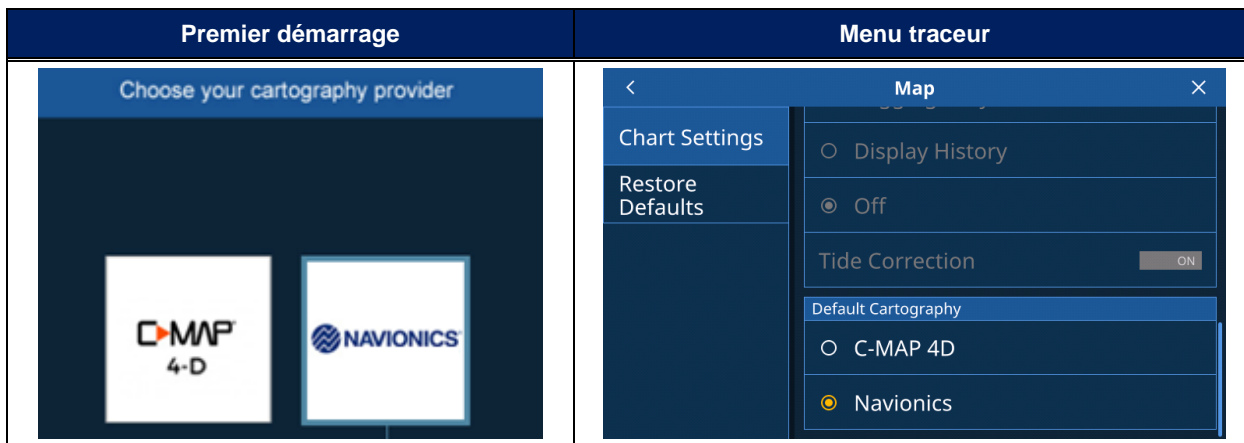 Premier démarrage
Menu traceur
Choose your cartography provider
C-MAP
4-D
NAVIONICS
Map
Chart Settings
Restore
Defaults
Display History
Off
Tide Correction
ON
Default Cartography
C-MAP 4D
Navionics